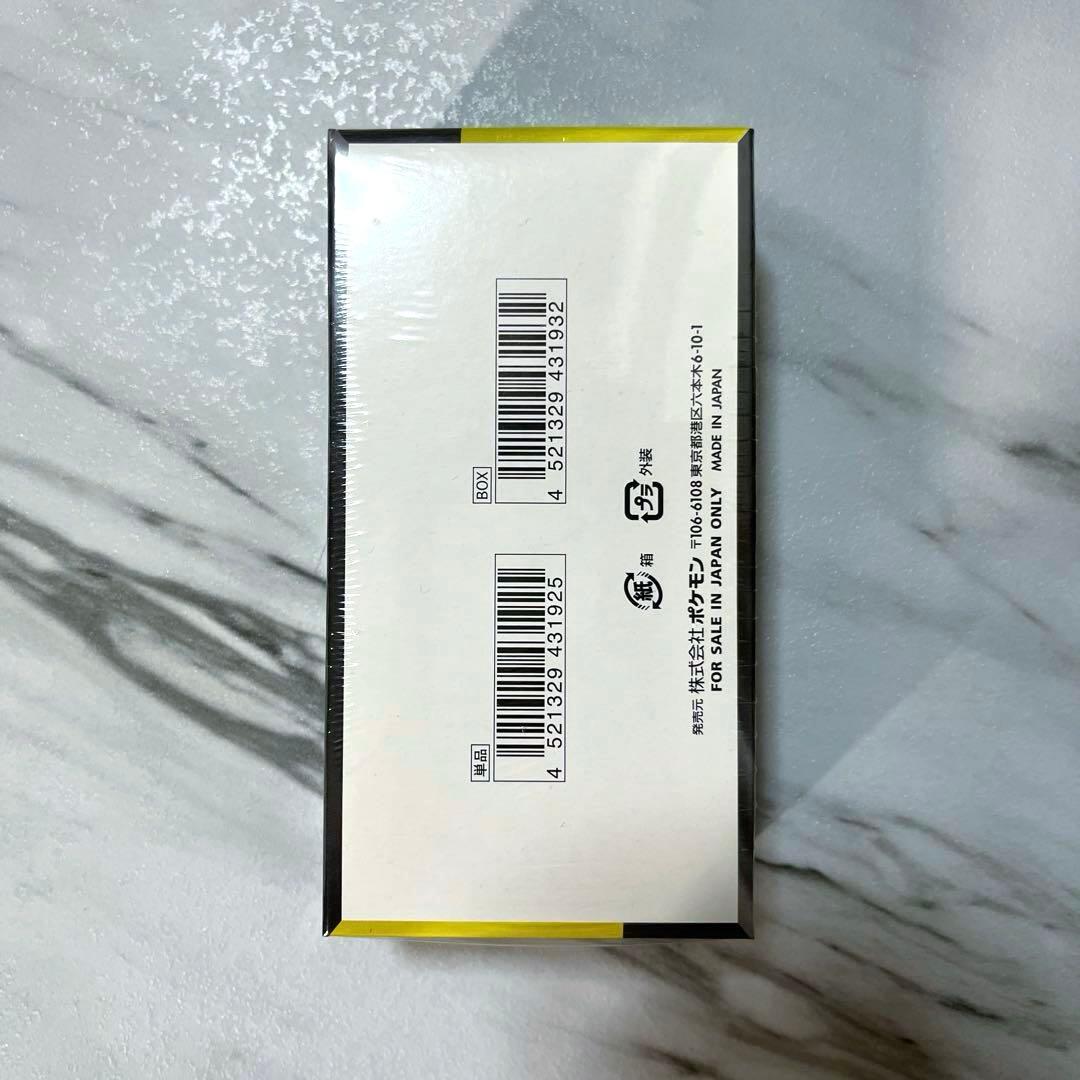 単品
4 521329 431925
BOX
4 521329 431932
紙 箱
プラ 外装
発売元 株式会社ポケモン 〒106-6108 東京都港区六本木6-10-1
FOR SALE IN JAPAN ONLY MADE IN JAPAN